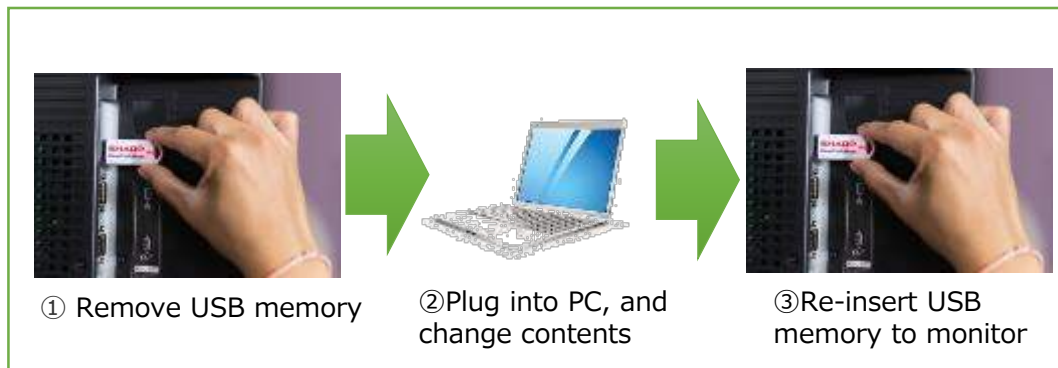 ① Remove USB memory
②Plug into PC, and
change contents
③Re-insert USB
memory to monitor